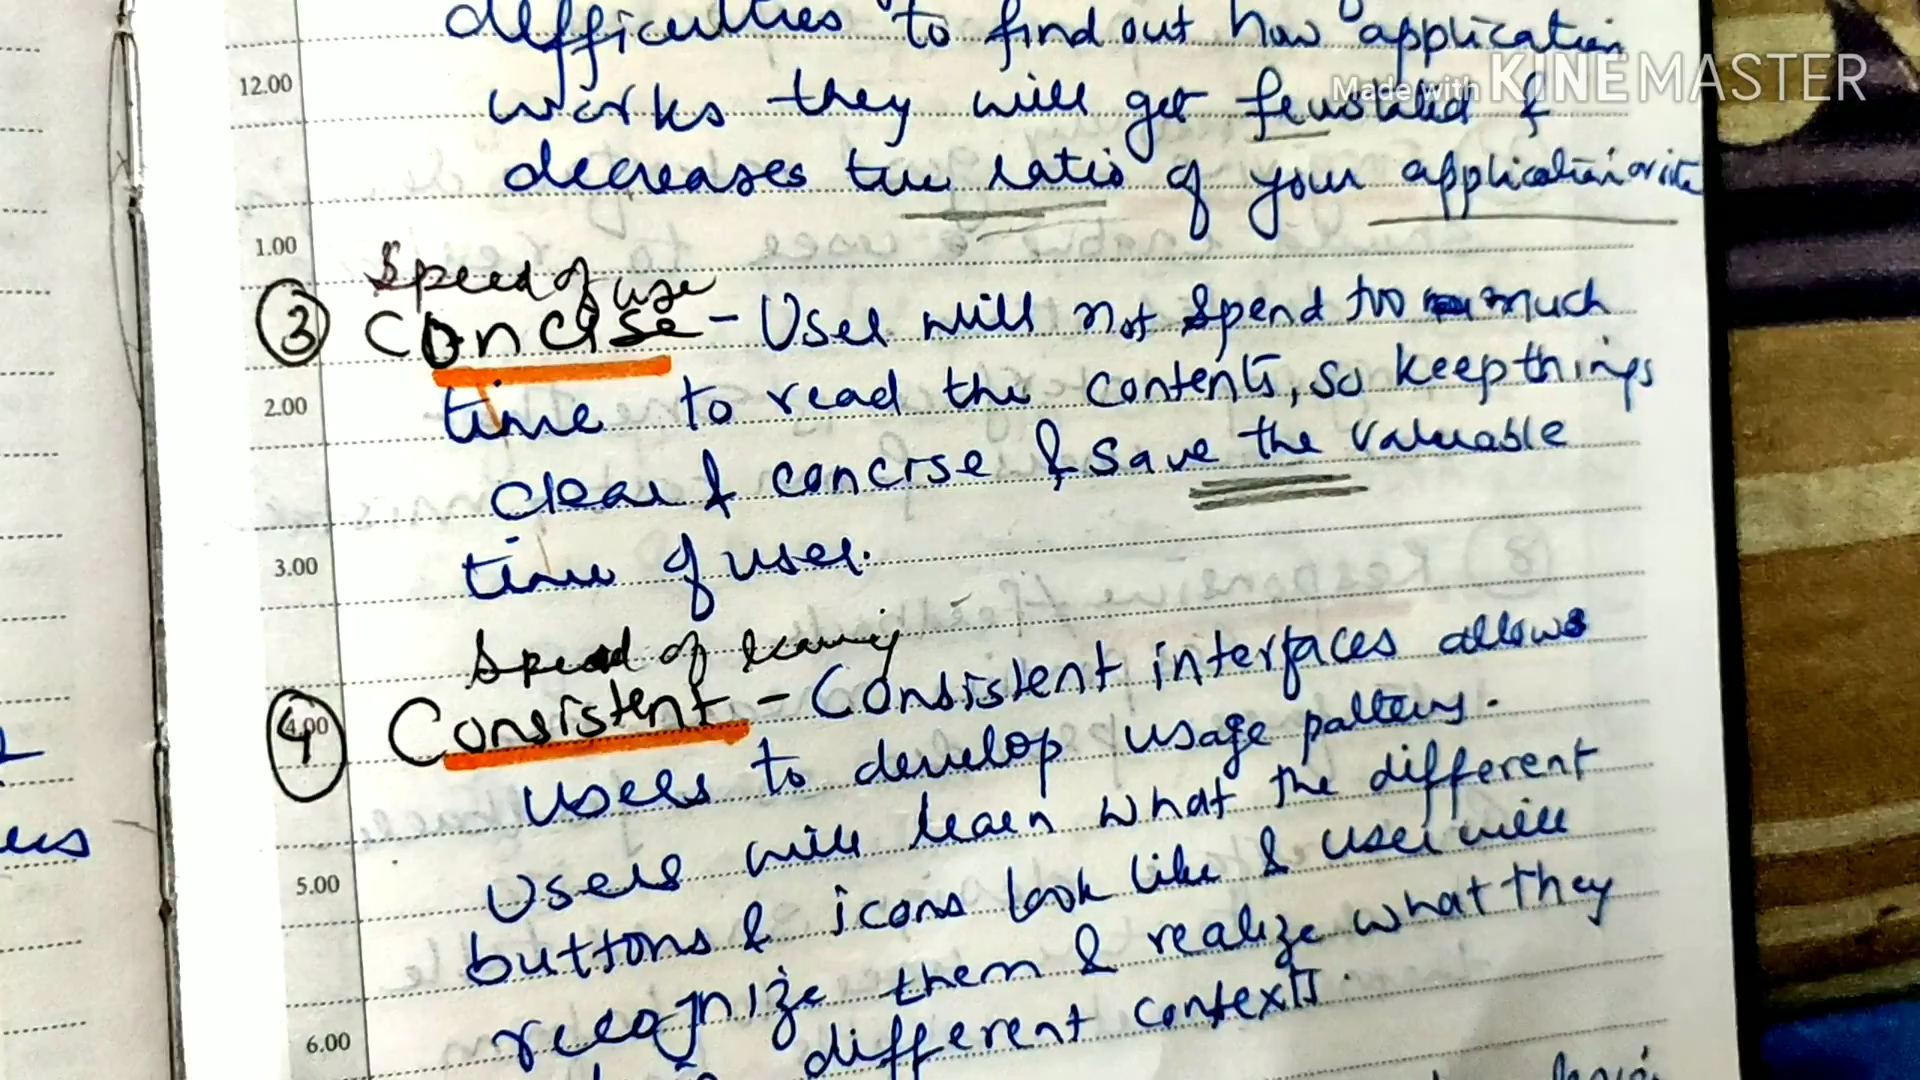 difficulties to find out how application
Made with KINEMASTER
12.00
works they will get &
decreases the ratio of your application or site
1.00
Speed of use
③ Concise - User will not spend too much
2.00
time to read the contents, so keep things
clear & concise & save the valuable
3.00
time of user.
Speed of learning
④ Consistent - Consistent interfaces allows
4.00
users to develop usage patterns.
Users will learn what the different
5.00
buttons & icons look like & user will
recognize them & realize what they
6.00
different contexts.